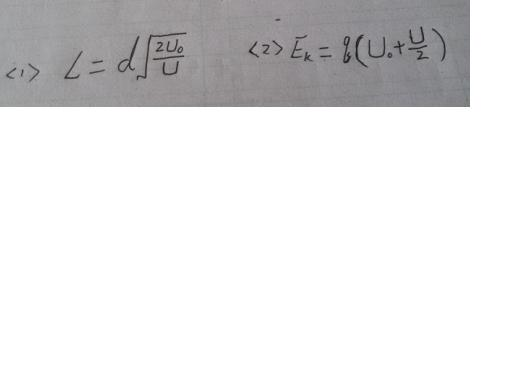 <1> L = d√(2U₀/U) <2> Eₖ = q(U₀+U/2)